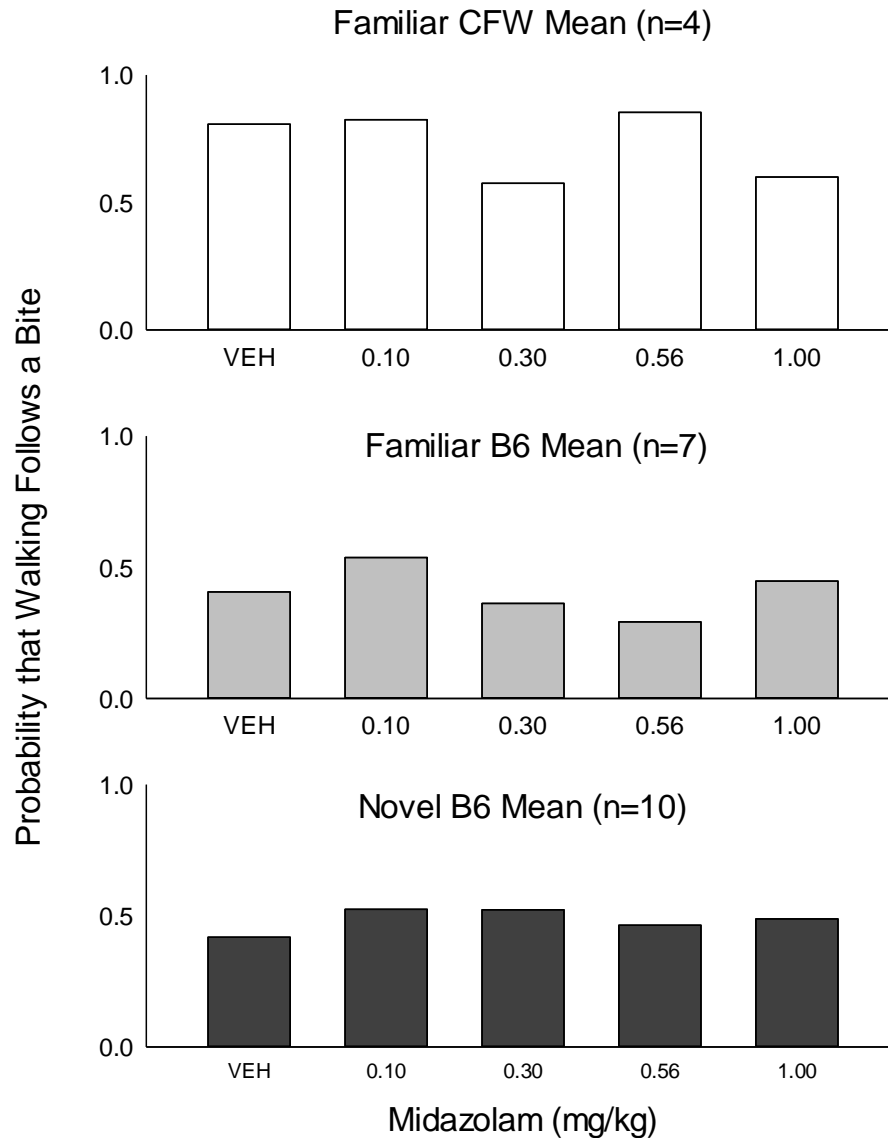 Familiar CFW Mean (n=4)
1.0
0.5
0.0
VEH 0.10 0.30 0.56 1.00
Probability that Walking Follows a Bite
Familiar B6 Mean (n=7)
1.0
0.5
0.0
VEH 0.10 0.30 0.56 1.00
Novel B6 Mean (n=10)
1.0
0.5
0.0
VEH 0.10 0.30 0.56 1.00
Midazolam (mg/kg)